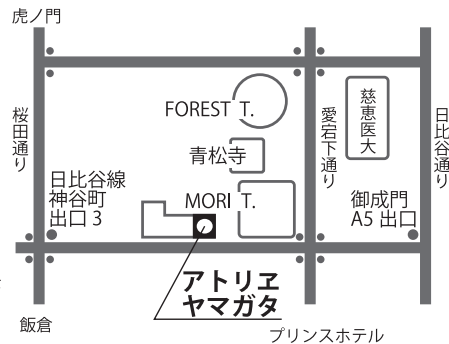 虎ノ門
桜田通り
FOREST T.
慈恵医大
愛宕下通り
日比谷通り
青松寺
日比谷線
神谷町
出口 3
MORI T.
御成門
A5 出口
アトリヱ
ヤマガタ
飯倉
プリンスホテル